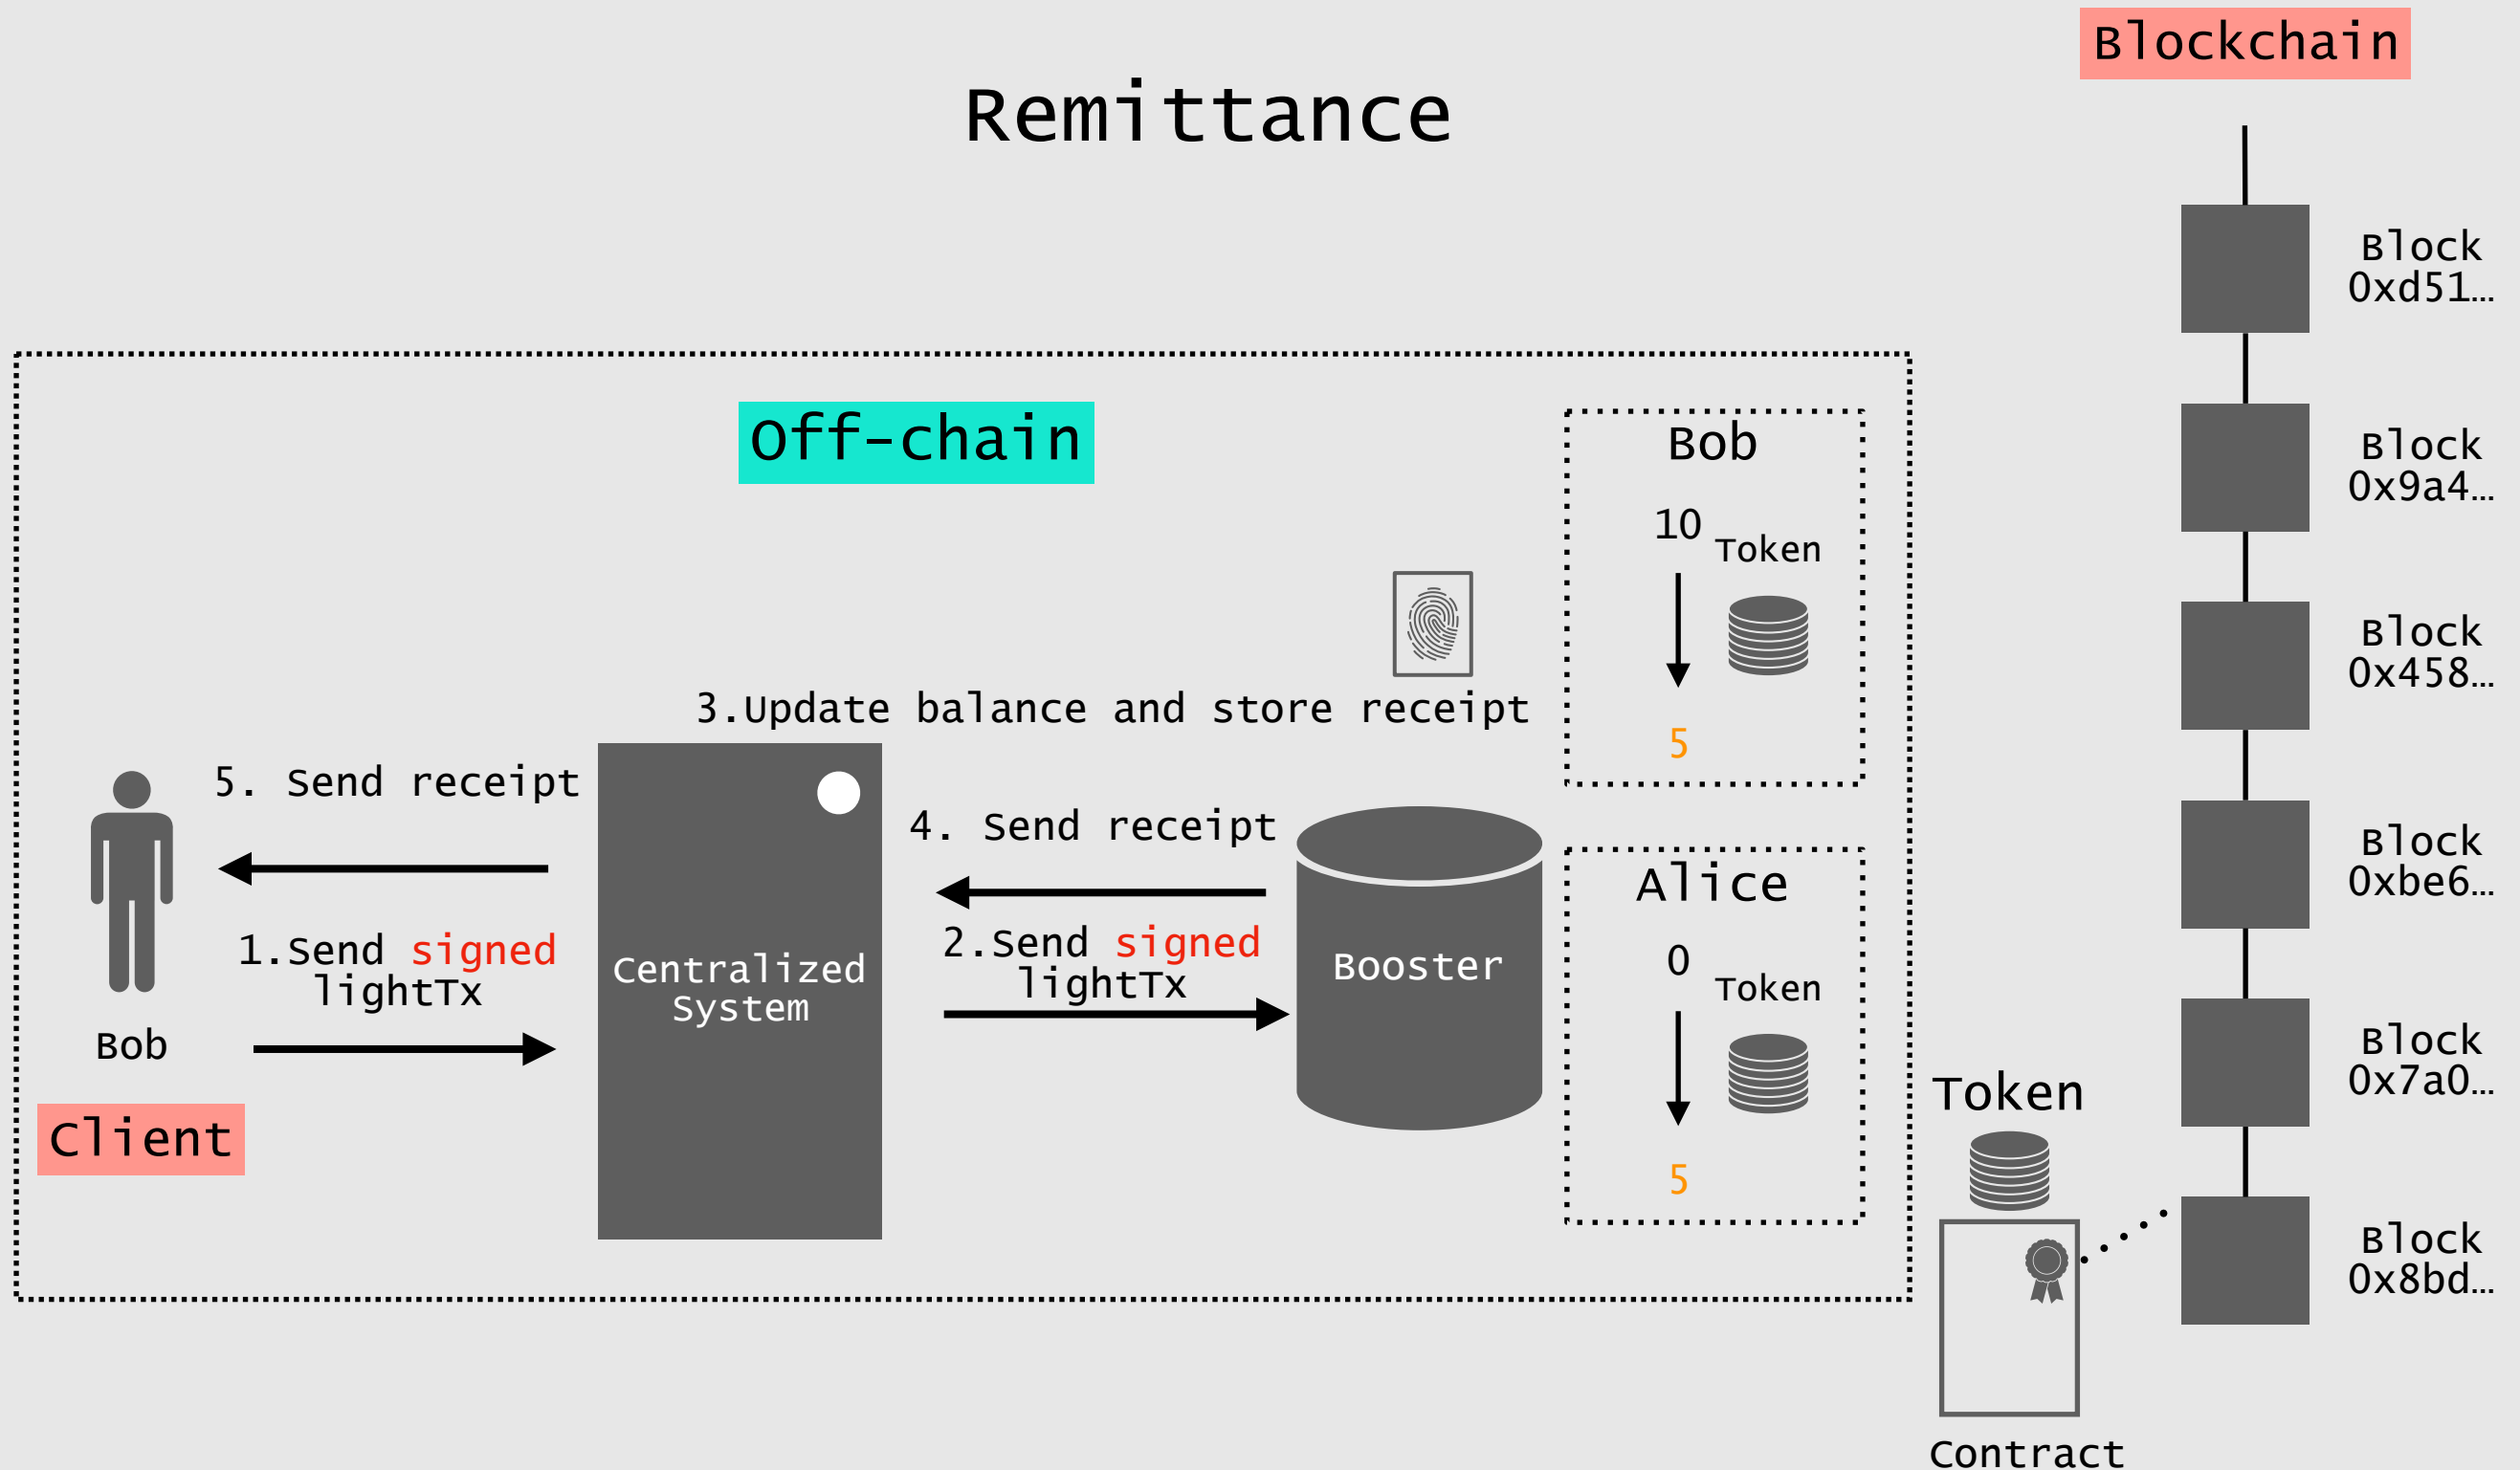 Blockchain
Remittance
Block
0xd51…
Off-chain
Bob
Block
0x9a4…
10
Token
Block
0x458…
3.Update balance and store receipt
5
5. Send receipt
4. Send receipt
Block
0xbe6…
Alice
1.Send signed
lightTx
2.Send signed
lightTx
Centralized
System
Booster
0
Token
Bob
Block
0x7a0…
Token
Client
5
Block
0x8bd…
Contract